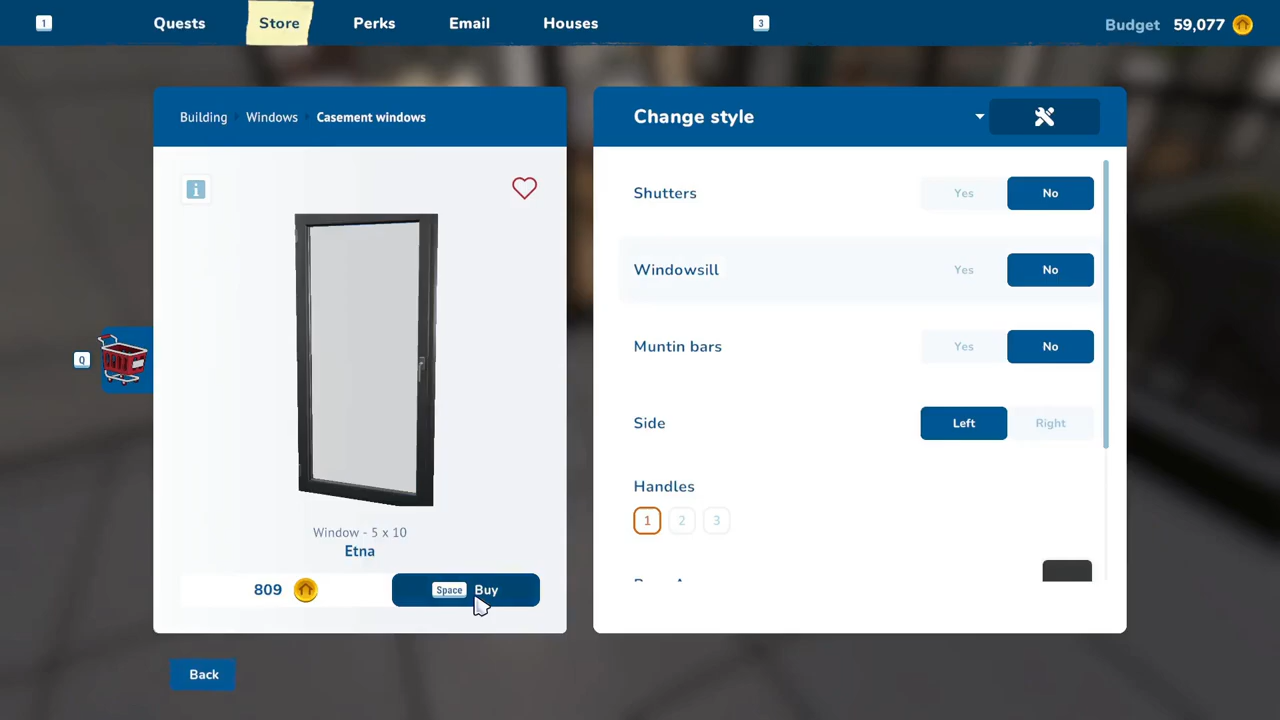 1 Quests Store Perks Email Houses 3 Budget 59,077
Building Windows Casement windows
i
Q
Window - 5 x 10
Etna
809 Space Buy
Back
Change style
Shutters Yes No
Windowsill Yes No
Muntin bars Yes No
Side Left Right
Handles
1 2 3